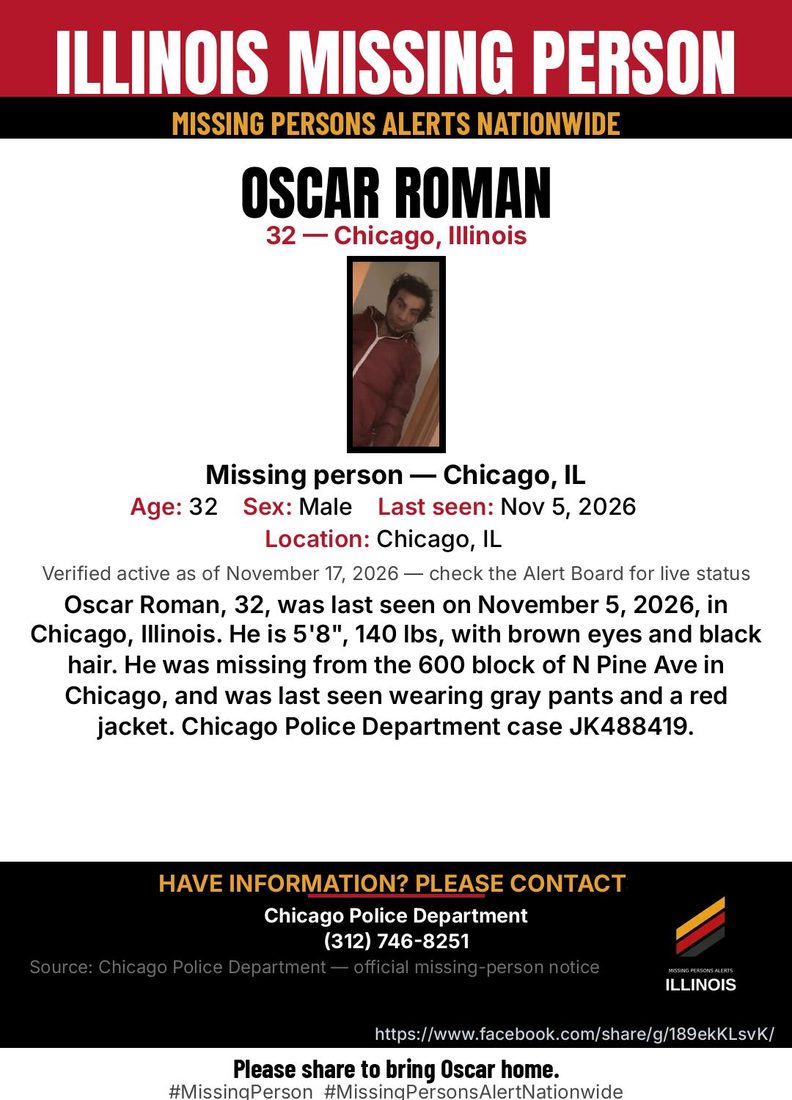 ILLINOIS MISSING PERSON
MISSING PERSONS ALERTS NATIONWIDE
OSCAR ROMAN
32 — Chicago, Illinois
Missing person — Chicago, IL
Age: 32 Sex: Male Last seen: Nov 5, 2026
Location: Chicago, IL
Verified active as of November 17, 2026 — check the Alert Board for live status
Oscar Roman, 32, was last seen on November 5, 2026, in
Chicago, Illinois. He is 5'8", 140 lbs, with brown eyes and black
hair. He was missing from the 600 block of N Pine Ave in
Chicago, and was last seen wearing gray pants and a red
jacket. Chicago Police Department case JK488419.
HAVE INFORMATION? PLEASE CONTACT
Chicago Police Department
(312) 746-8251
Source: Chicago Police Department — official missing-person notice
MISSING PERSONS ALERTS
ILLINOIS
https://www.facebook.com/share/g/189ekKLsvK/
Please share to bring Oscar home.
#MissingPerson #MissingPersonsAlertNationwide